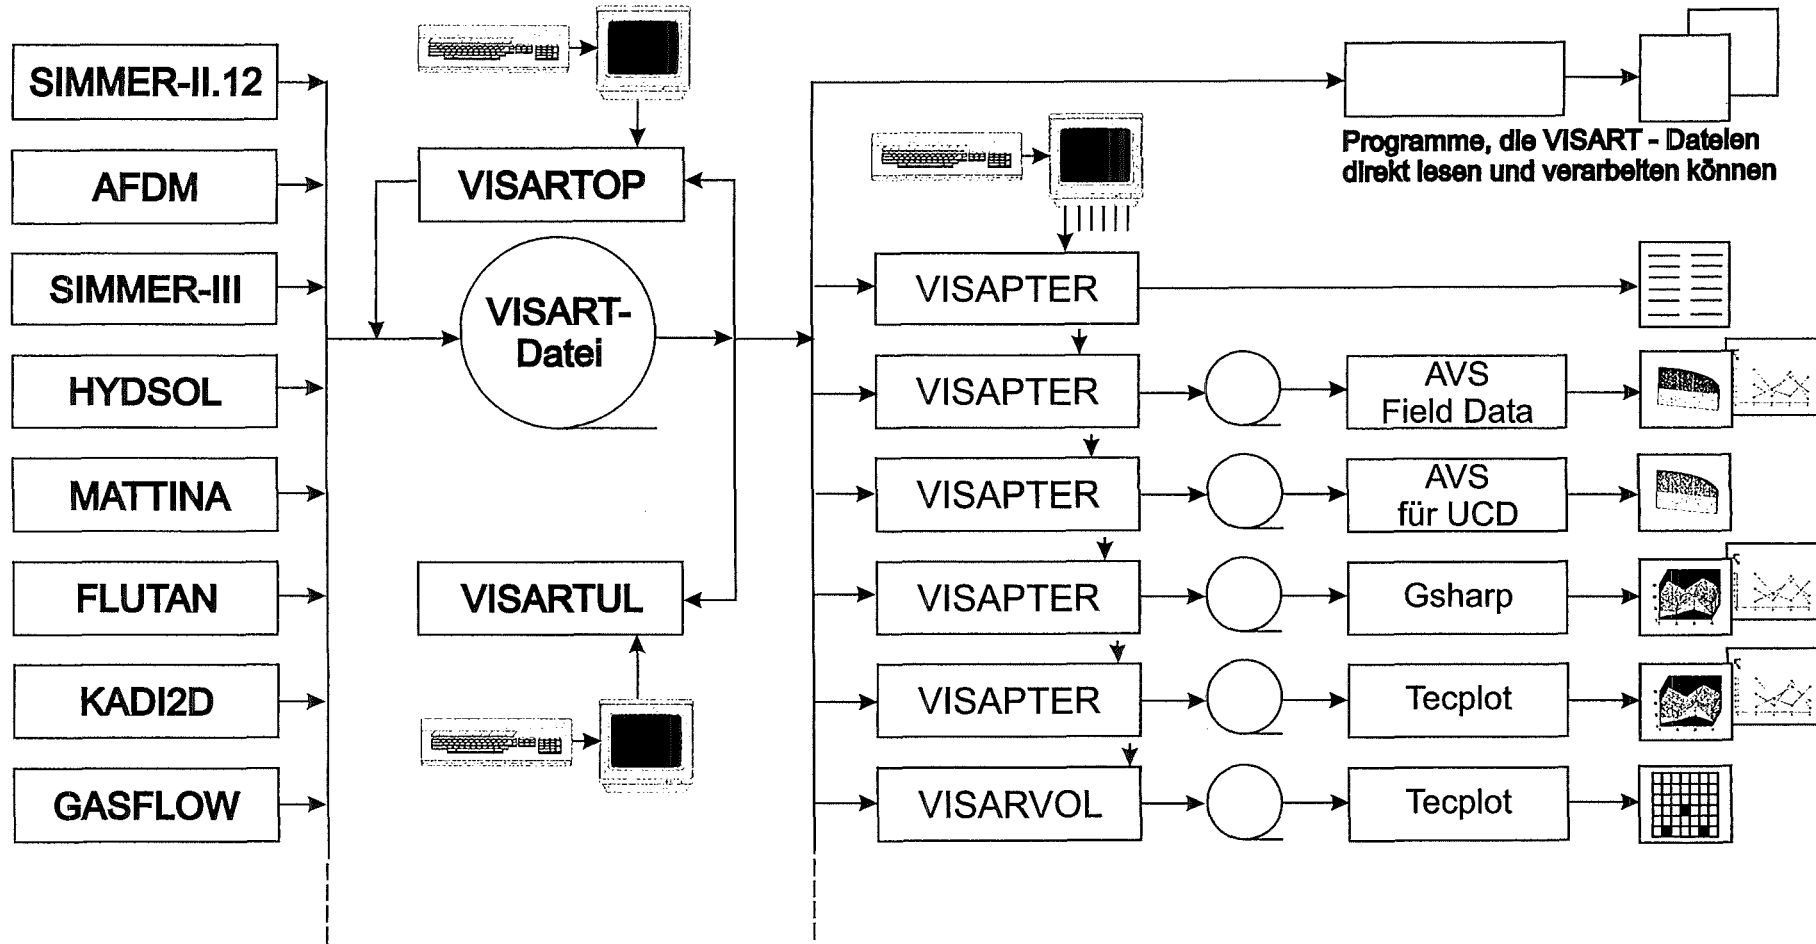 SIMMER-II.12
AFDM
SIMMER-III
HYDSOL
MATTINA
FLUTAN
KADI2D
GASFLOW
VISARTOP
VISART-
Datei
VISARTUL
Programme, die VISART - Dateien
direkt lesen und verarbeiten können
VISAPTER
VISAPTER
AVS
Field Data
VISAPTER
AVS
für UCD
VISAPTER
Gsharp
VISAPTER
Tecplot
VISARVOL
Tecplot